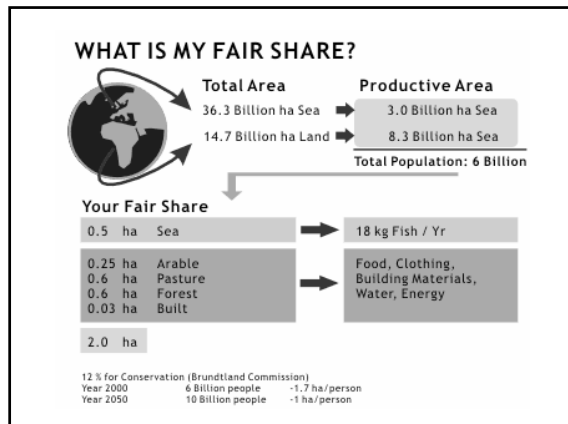 WHAT IS MY FAIR SHARE?
Total Area Productive Area
36.3 Billion ha Sea 3.0 Billion ha Sea
14.7 Billion ha Land 8.3 Billion ha Sea
Total Population: 6 Billion
Your Fair Share
0.5 ha Sea 18 kg Fish / Yr
0.25 ha Arable Food, Clothing,
0.6 ha Pasture Building Materials,
0.6 ha Forest Water, Energy
0.03 ha Built
2.0 ha
12 % for Conservation (Brundtland Commission)
Year 2000 6 Billion people -1.7 ha/person
Year 2050 10 Billion people -1 ha/person